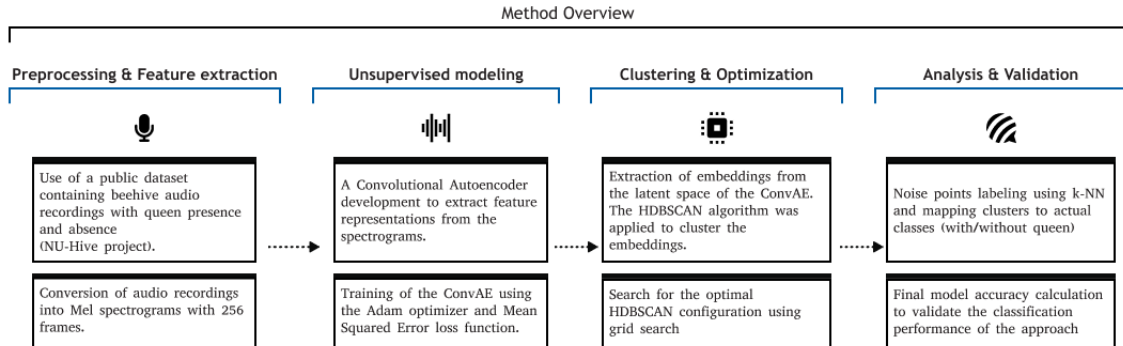 Method Overview
Preprocessing & Feature extraction
Unsupervised modeling
Clustering & Optimization
Analysis & Validation
Use of a public dataset
containing beehive audio
recordings with queen presence
and absence
(NU-Hive project).
A Convolutional Autoencoder
development to extract feature
representations from the
spectrograms.
Extraction of embeddings from
the latent space of the ConvAE.
The HDBSCAN algorithm was
applied to cluster the
embeddings.
Noise points labeling using k-NN
and mapping clusters to actual
classes (with/without queen)
Conversion of audio recordings
into Mel spectrograms with 256
frames.
Training of the ConvAE using
the Adam optimizer and Mean
Squared Error loss function.
Search for the optimal
HDBSCAN configuration using
grid search
Final model accuracy calculation
to validate the classification
performance of the approach